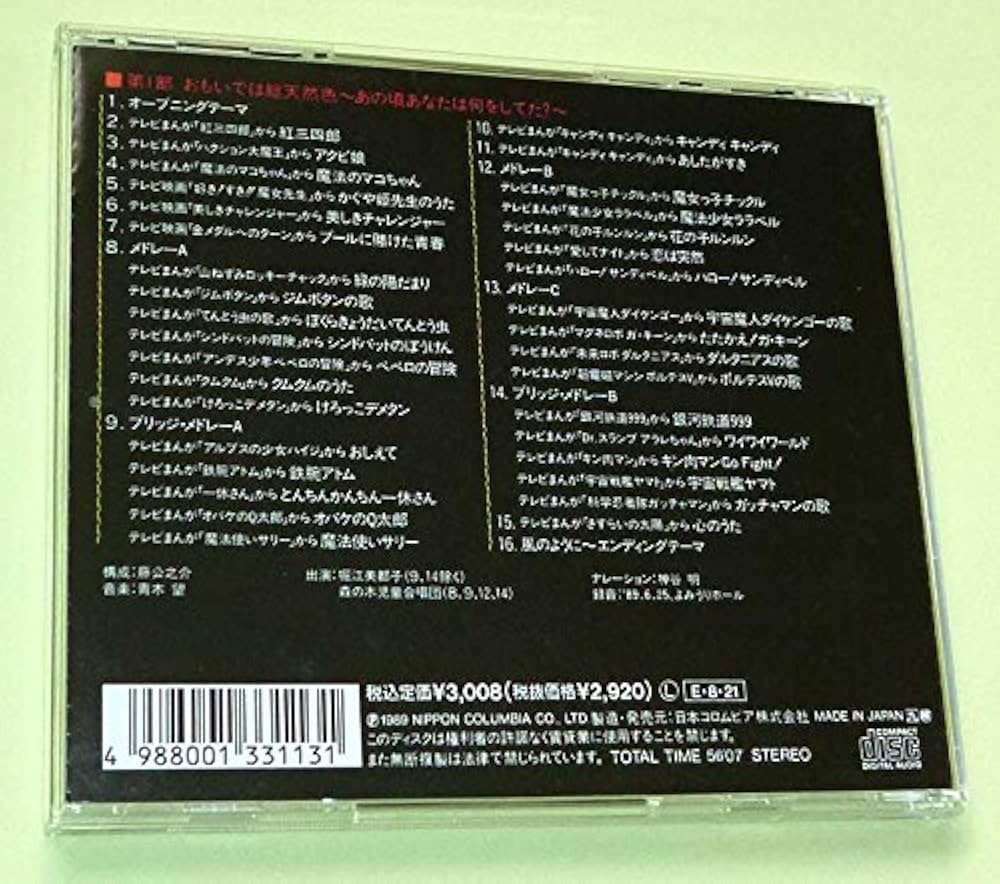 ■第1部 おもいでは総天然色～あの頃あなたは何をしてた?～
1. オープニングテーマ
2. テレビまんが「紅三四郎」から 紅三四郎
3. テレビまんが「ハクション大魔王」から アクビ娘
4. テレビまんが「魔法のマコちゃん」から 魔法のマコちゃん
5. テレビ映画「好き!すき!!魔女先生」から かぐや姫先生のうた
6. テレビ映画「美しきチャレンジャー」から 美しきチャレンジャー
7. テレビ映画「金メダルへのターン」から プールに賭けた青春
8. メドレーA
テレビまんが「山ねずみロッキーチャック」から 緑の陽だまり
テレビまんが「ジムボタン」から ジムボタンの歌
テレビまんが「てんとう虫の歌」から ぼくらきょうだいてんとう虫
テレビまんが「シンドバットの冒険」から シンドバットのぼうけん
テレビまんが「アンデス少年ペペロの冒険」から ペペロの冒険
テレビまんが「クムクム」から クムクムのうた
テレビまんが「けろっこデメタン」から けろっこデメタン
9. ブリッジ・メドレーA
テレビまんが「アルプスの少女ハイジ」から おしえて
テレビまんが「鉄腕アトム」から 鉄腕アトム
テレビまんが「一休さん」から とんちんかんちん一休さん
テレビまんが「オバケのQ太郎」から オバケのQ太郎
テレビまんが「魔法使いサリー」から 魔法使いサリー
10. テレビまんが「キャンディ キャンディ」から キャンディ キャンディ
11. テレビまんが「キャンディ キャンディ」から あしたがすき
12. メドレーB
テレビまんが「魔女っ子チックル」から 魔女っ子チックル
テレビまんが「魔法少女ララベル」から 魔法少女ララベル
テレビまんが「花の子ルンルン」から 花の子ルンルン
テレビまんが「愛してナイト」から 恋は突然
テレビまんが「ハロー!サンディベル」から ハロー!サンディベル
13. メドレーC
テレビまんが「宇宙魔人ダイケンゴー」から 宇宙魔人ダイケンゴーの歌
テレビまんが「マグネロボ ガ・キーン」から たたかえ!ガ・キーン
テレビまんが「未来ロボ ダルタニアス」から ダルタニアスの歌
テレビまんが「超電磁マシン ボルテスV」から ボルテスVの歌
14. ブリッジ・メドレーB
テレビまんが「銀河鉄道999」から 銀河鉄道999
テレビまんが「Dr.スランプ アラレちゃん」から ワイワイワールド
テレビまんが「キン肉マン」から キン肉マンGo Fight!
テレビまんが「宇宙戦艦ヤマト」から 宇宙戦艦ヤマト
テレビまんが「科学忍者隊ガッチャマン」から ガッチャマンの歌
15. テレビまんが「さすらいの太陽」から 心のうた
16. 風のように～エンディングテーマ
構成:藤公之介
音楽:青木 望
出演:堀江美都子(9、14除く)
森の木児童合唱団(8、9、12、14)
ナレーション:神谷 明
録音:'89.6.25、よみうりホール
税込定価¥3,008(税抜価格¥2,920) Ⓛ E・8・21
Ⓟ1989 NIPPON COLUMBIA CO., LTD 製造・発売元:日本コロムビア株式会社 MADE IN JAPAN
このディスクは権利者の許諾なく賃貸業に使用することを禁じます。
また無断複製は法律で禁じられています。 TOTAL TIME 56'07 STEREO
4 988001 331131
COMPACT
DISC
DIGITAL AUDIO